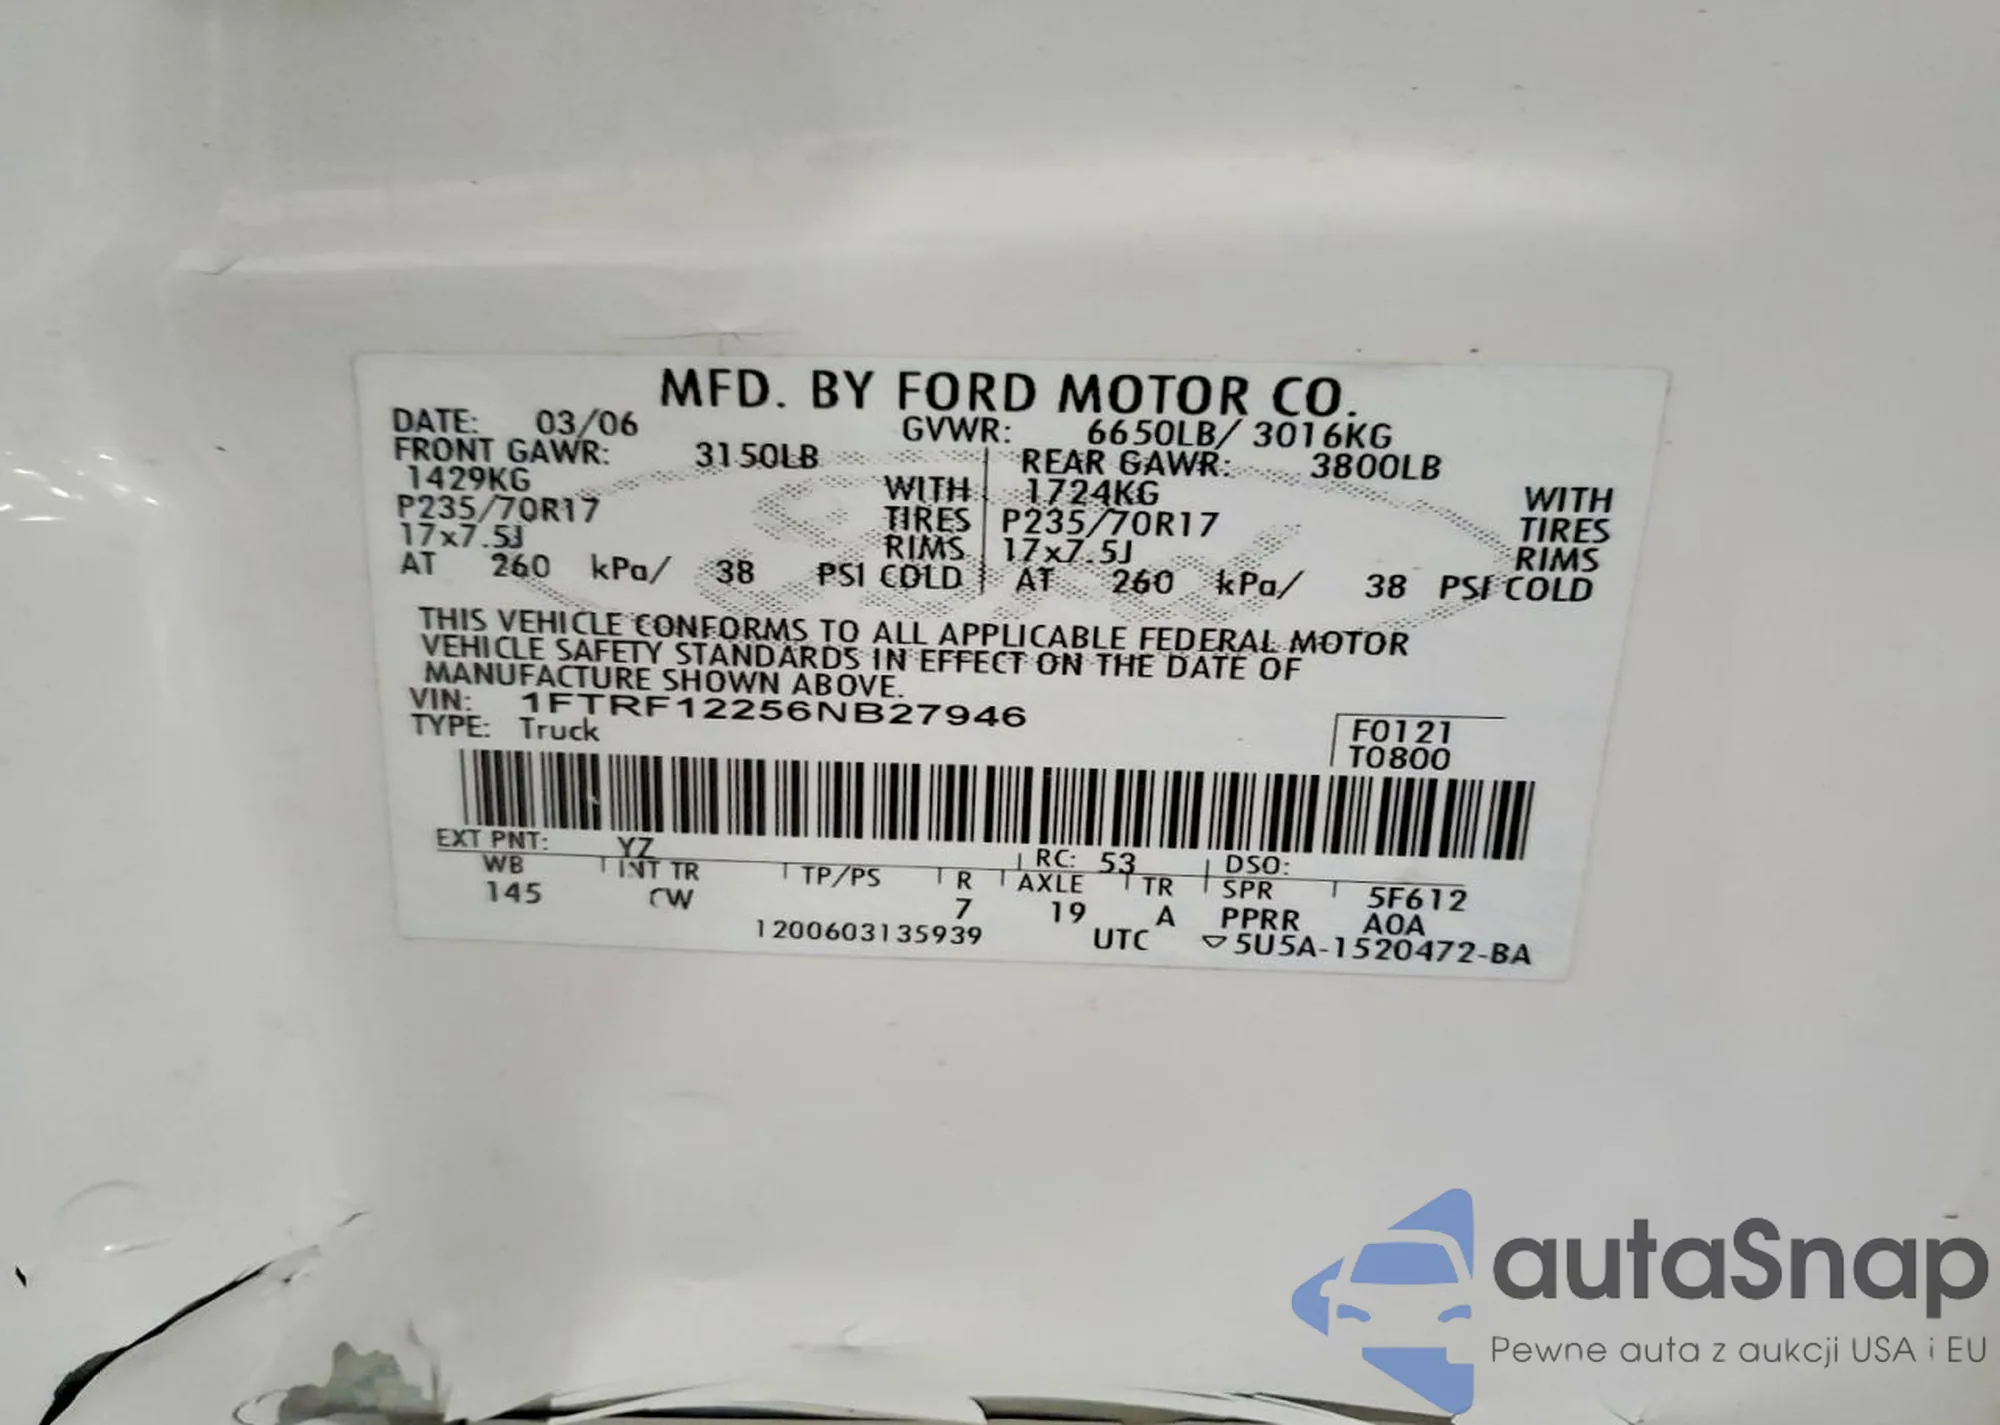 MFD. BY FORD MOTOR CO.
DATE: 03/06 GVWR: 6650LB/ 3016KG
FRONT GAWR: 3150LB REAR GAWR: 3800LB
1429KG WITH 1724KG WITH
P235/70R17 TIRES P235/70R17 TIRES
17x7.5J RIMS 17x7.5J RIMS
AT 260 kPa/ 38 PSI COLD AT 260 kPa/ 38 PSI COLD
THIS VEHICLE CONFORMS TO ALL APPLICABLE FEDERAL MOTOR
VEHICLE SAFETY STANDARDS IN EFFECT ON THE DATE OF
MANUFACTURE SHOWN ABOVE.
VIN: 1FTRF12256NB27946
TYPE: Truck
F0121
T0800
EXT PNT: YZ RC: 53 DSO:
WB INT TR TP/PS R AXLE TR SPR 5F612
145 CW 7 19 A PPRR A0A
1200603135939 UTC 5U5A-1520472-BA
autaSnap
Pewne auta z aukcji USA i EU